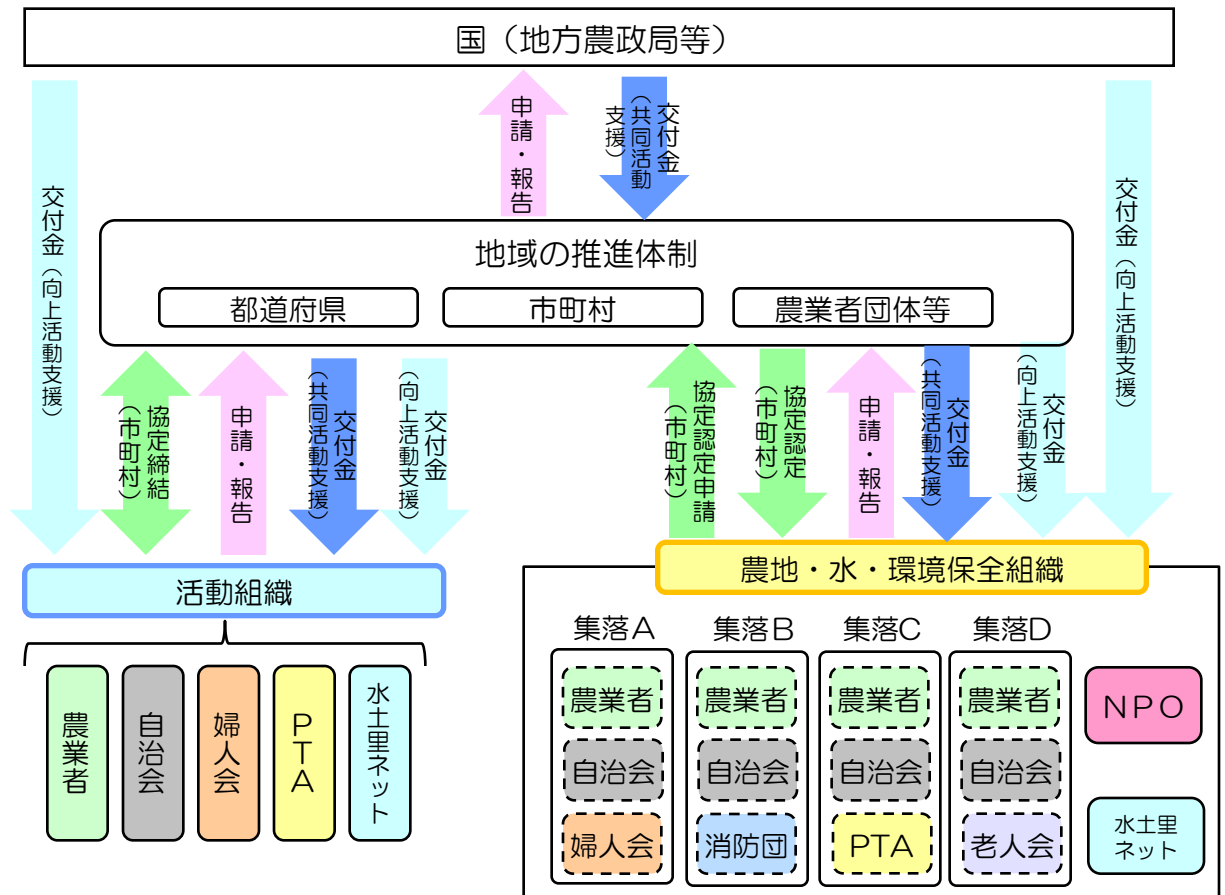 国（地方農政局等）
申請・報告
交付金
（共同活動
支援）
交付金（向上活動支援）
交付金（向上活動支援）
地域の推進体制
都道府県
市町村
農業者団体等
協定締結
（市町村）
申請・報告
交付金
（共同活動支援）
交付金
（向上活動支援）
協定認定申請
（市町村）
協定認定
（市町村）
申請・報告
交付金
（共同活動支援）
交付金
（向上活動支援）
活動組織
農業者
自治会
婦人会
PTA
水土里ネット
農地・水・環境保全組織
集落A
集落B
集落C
集落D
農業者
農業者
農業者
農業者
NPO
自治会
自治会
自治会
自治会
婦人会
消防団
PTA
老人会
水土里
ネット